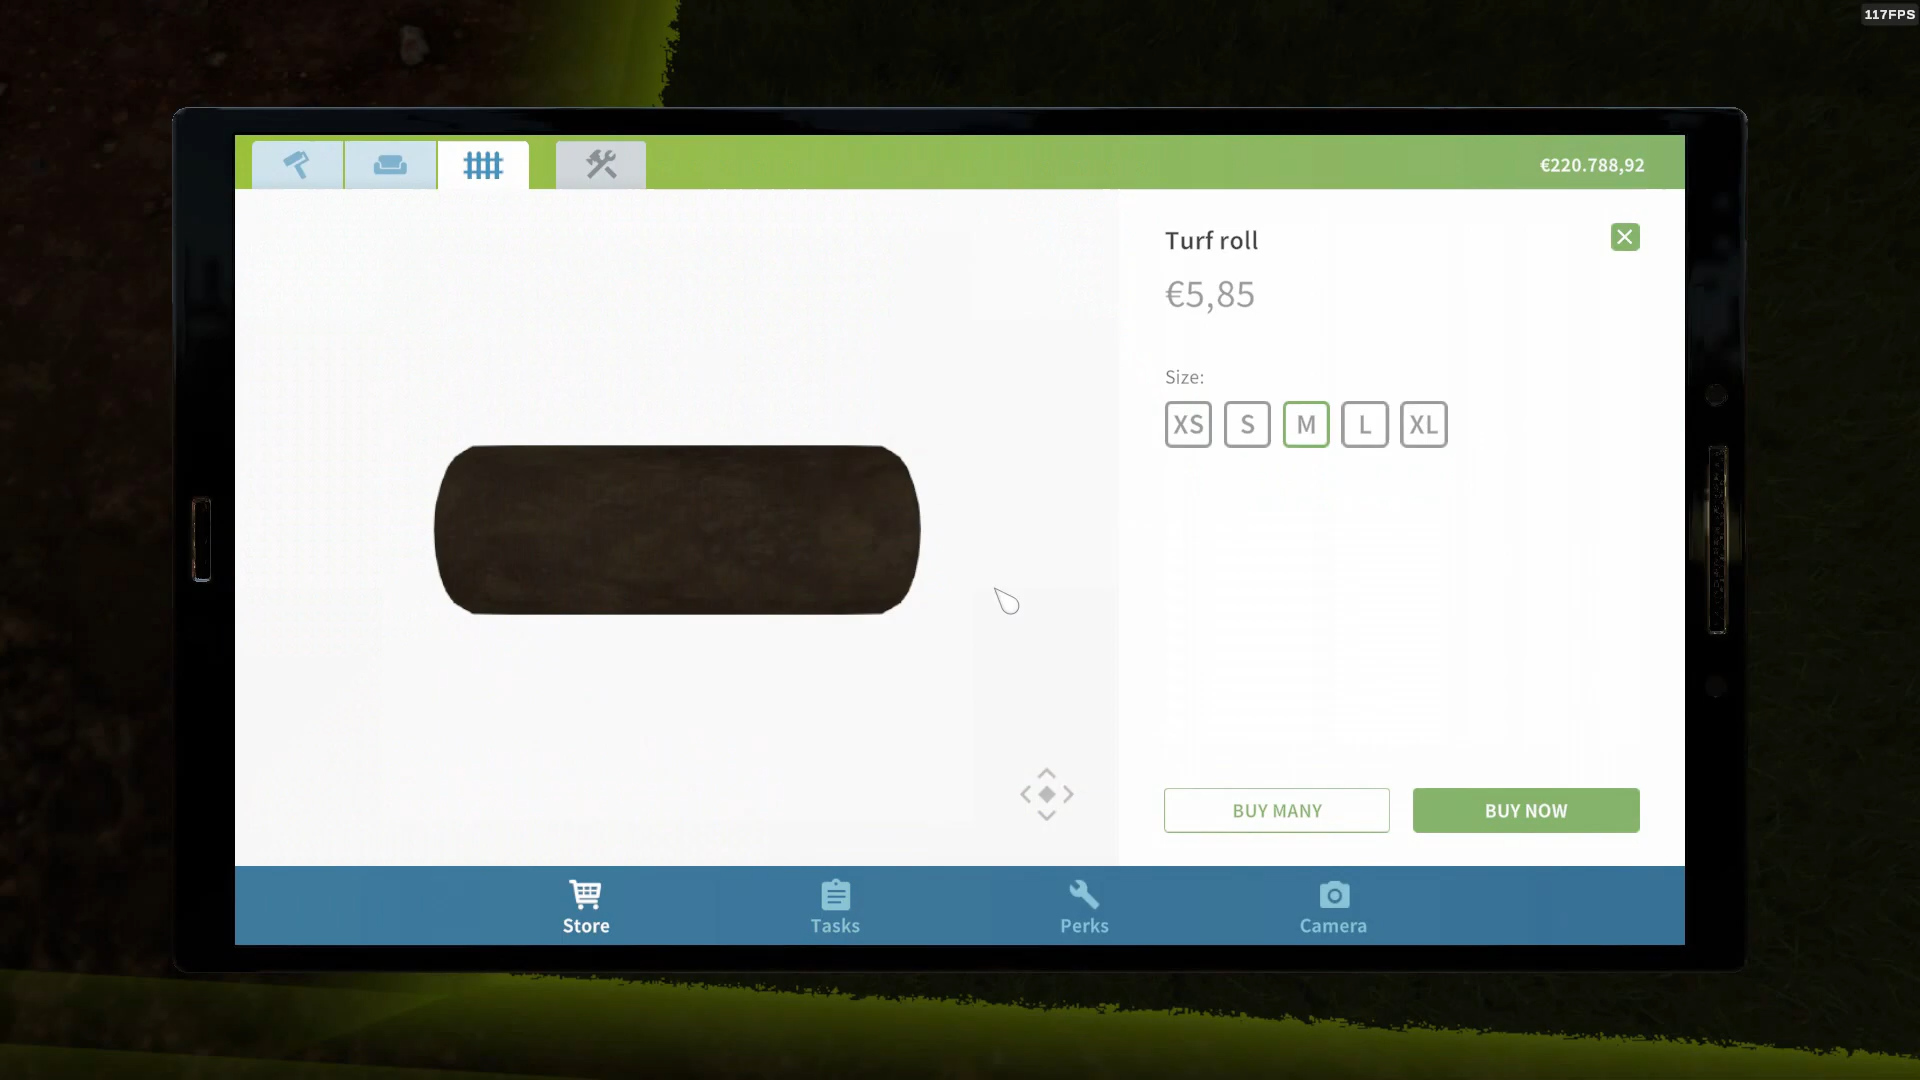 117FPS
€220.788,92
Turf roll
€5,85
Size:
XS S M L XL
BUY MANY BUY NOW
Store Tasks Perks Camera